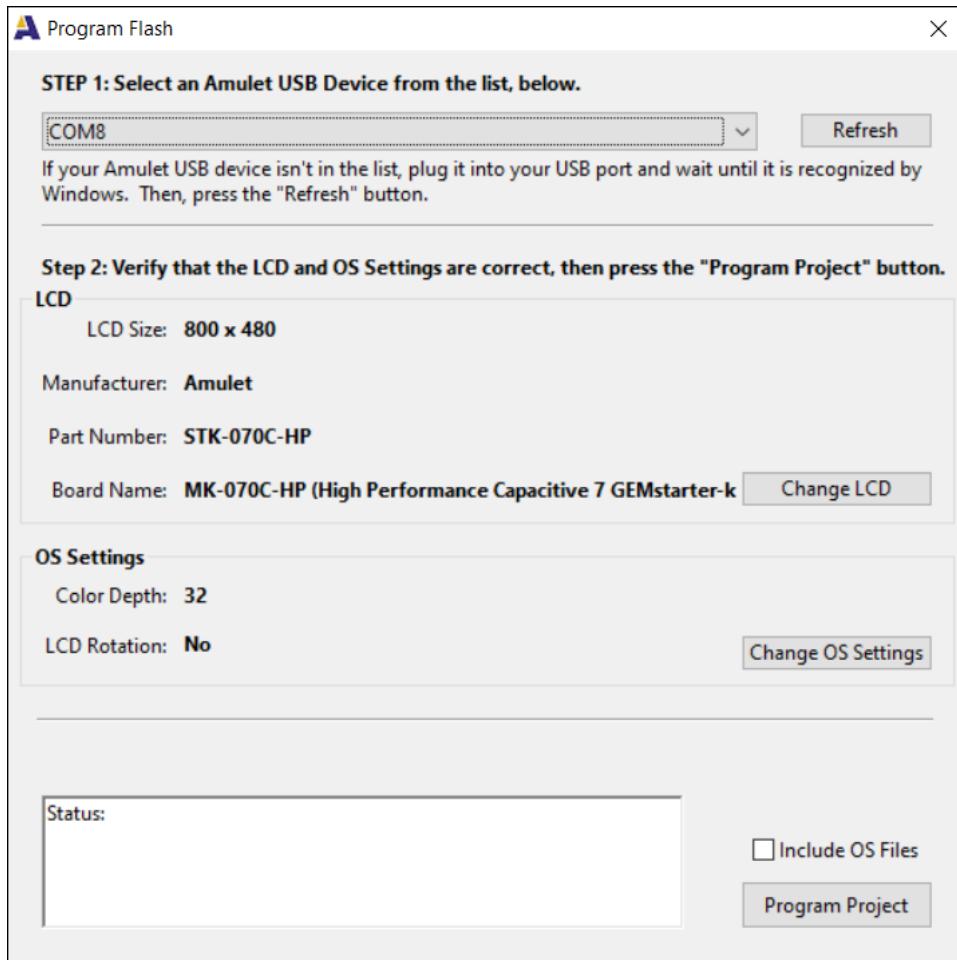 Program Flash
STEP 1: Select an Amulet USB Device from the list, below.
COM8
Refresh
If your Amulet USB device isn't in the list, plug it into your USB port and wait until it is recognized by
Windows.  Then, press the "Refresh" button.
Step 2: Verify that the LCD and OS Settings are correct, then press the "Program Project" button.
LCD
LCD Size: 800 x 480
Manufacturer: Amulet
Part Number: STK-070C-HP
Board Name: MK-070C-HP (High Performance Capacitive 7 GEMstarter-k
Change LCD
OS Settings
Color Depth: 32
LCD Rotation: No
Change OS Settings
Status:
Include OS Files
Program Project